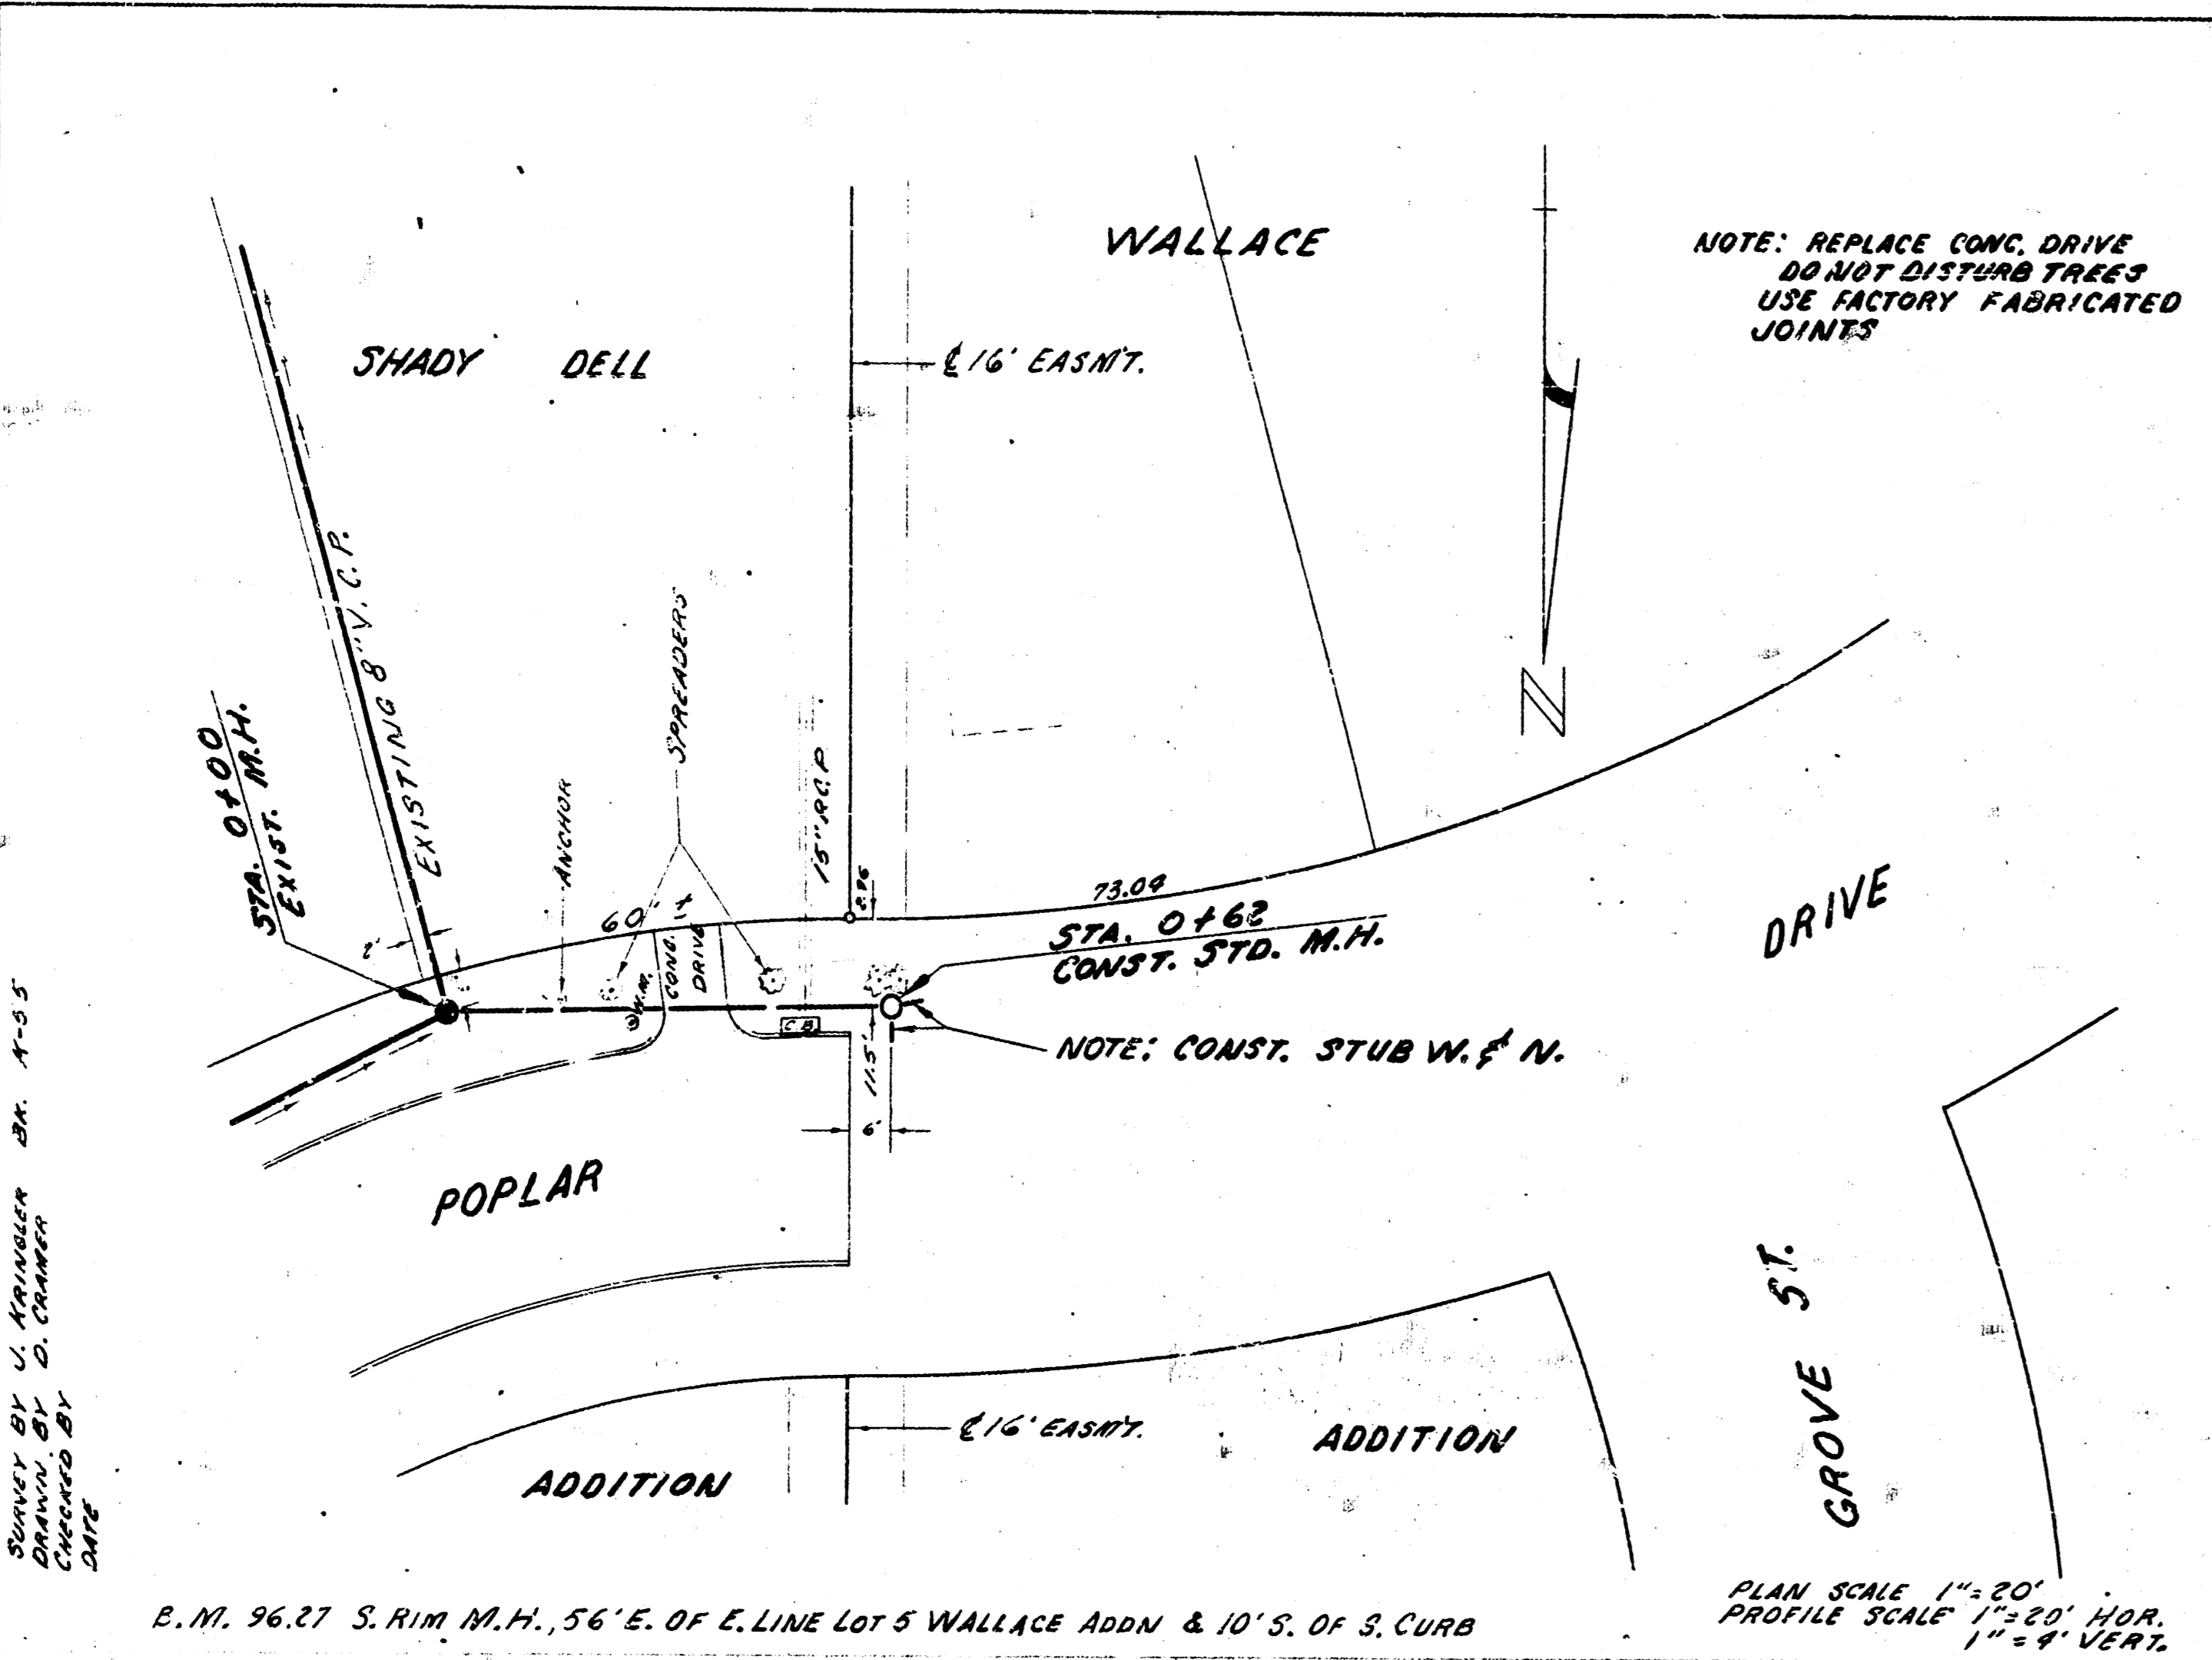 WALLACE
NOTE: REPLACE CONC. DRIVE
DO NOT DISTURB TREES
USE FACTORY FABRICATED
JOINTS
SHADY DELL
℄ 16' EASM'T.
N
EXISTING 8" V.C.P.
STA. 0+00
EXIST. M.H.
SPREADERS
ANCHOR
15" R.C.P.
60' ±
2'
CONC.
DRIVE
W.M.
C.B.
73.04
STA. 0+62
CONST. STD. M.H.
DRIVE
NOTE: CONST. STUB W. & N.
11.5'
6'
POPLAR
GROVE ST.
℄ 16' EASM'T.
ADDITION
ADDITION
SURVEY BY J. KRINGLER BK. K-55
DRAWN BY D. CRAMER
CHECKED BY
DATE
B.M. 96.27 S. RIM M.H., 56' E. OF E. LINE LOT 5 WALLACE ADDN & 10' S. OF S. CURB
PLAN SCALE 1"=20'
PROFILE SCALE 1"=20' HOR.
1"=4' VERT.